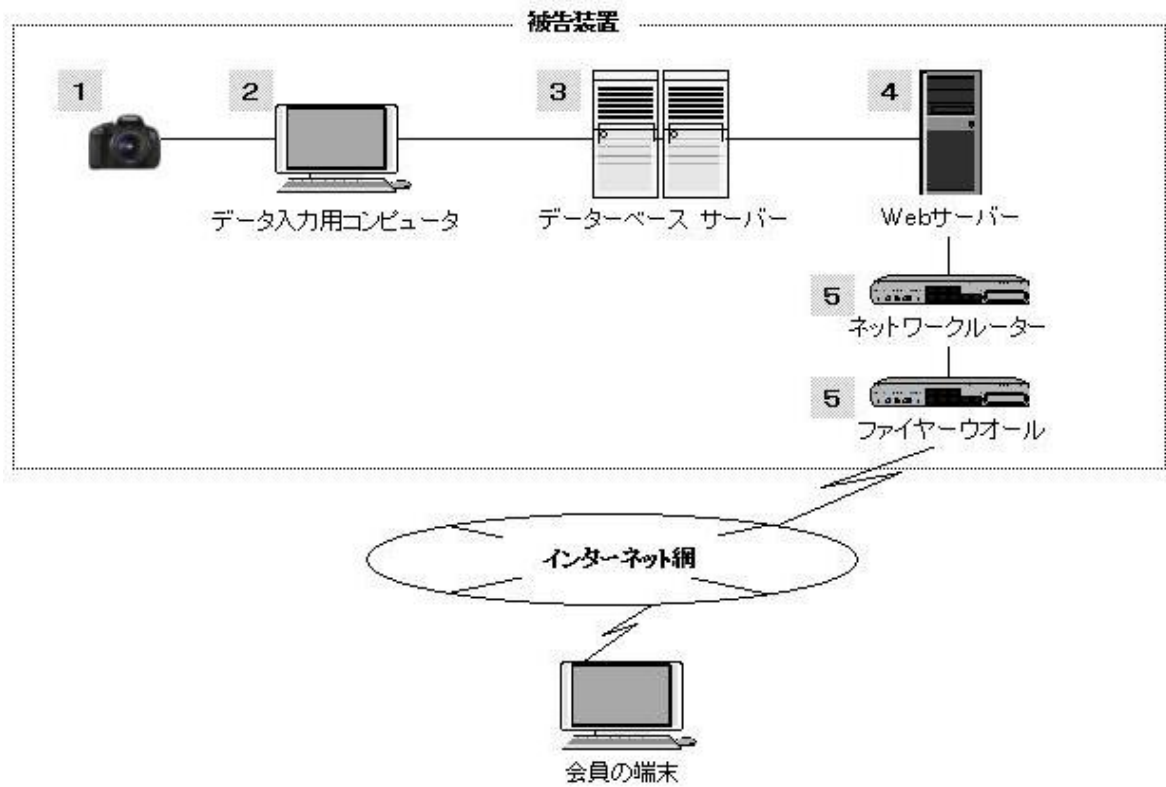 被告装置
1
2
3
4
データ入力用コンピュータ
データーベース サーバー
Webサーバー
5
ネットワークルーター
5
ファイヤーウオール
インターネット網
会員の端末